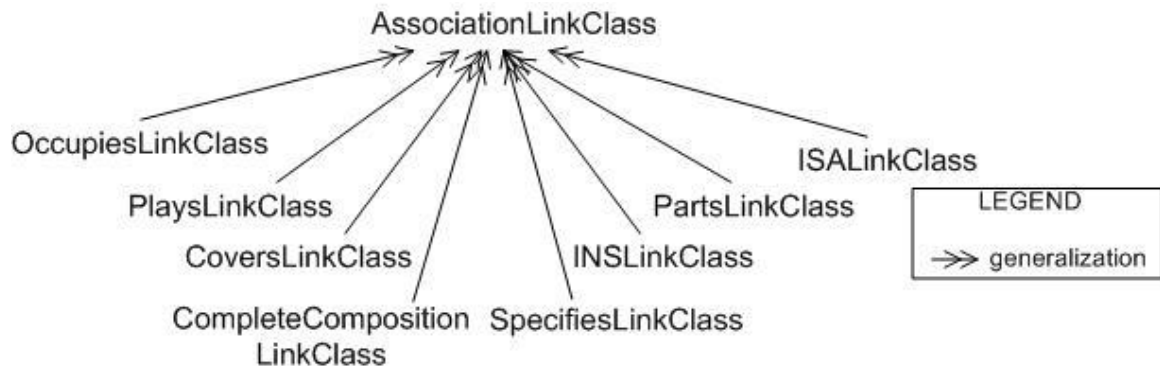 AssociationLinkClass
OccupiesLinkClass
ISALinkClass
PlaysLinkClass
PartsLinkClass
LEGEND
CoversLinkClass
INSLinkClass
generalization
CompleteComposition
LinkClass
SpecifiesLinkClass